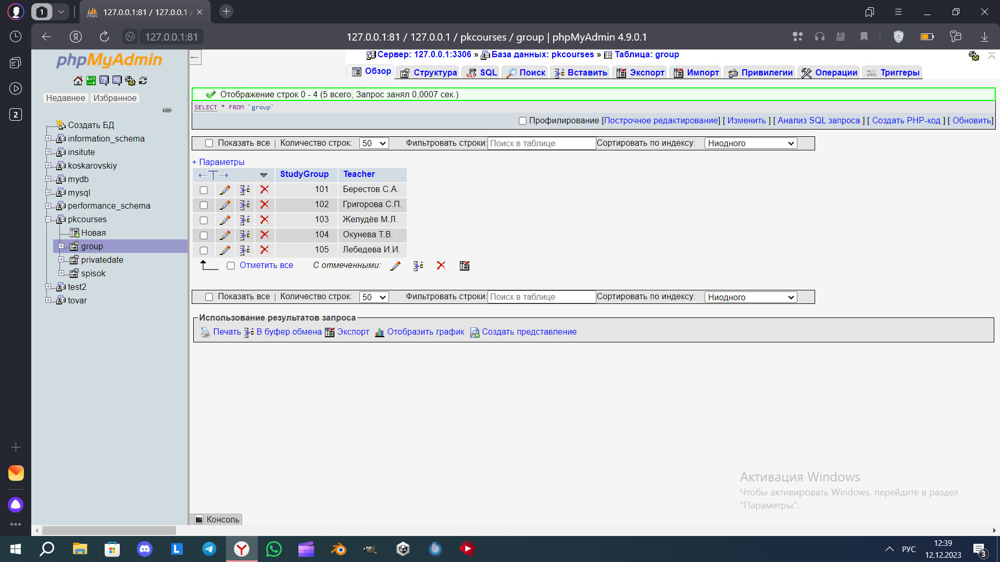 1
127.0.0.1:81 / 127.0.0.1 /
127.0.0.1:81
127.0.0.1:81 / 127.0.0.1 / pkcourses / group | phpMyAdmin 4.9.0.1
2
phpMyAdmin
Недавнее Избранное
Создать БД
information_schema
insitute
koskarovskiy
mydb
mysql
performance_schema
pkcourses
Новая
group
privatedate
spisok
test2
tovar
Сервер: 127.0.0.1:3306 » База данных: pkcourses » Таблица: group
Обзор Структура SQL Поиск Вставить Экспорт Импорт Привилегии Операции Триггеры
Отображение строк 0 - 4 (5 всего, Запрос занял 0,0007 сек.)
SELECT * FROM `group`
Профилирование [Построчное редактирование] [ Изменить ] [ Анализ SQL запроса ] [ Создать PHP-код ] [ Обновить]
Показать все | Количество строк: 50 Фильтровать строки: Поиск в таблице Сортировать по индексу: Ниодного
+ Параметры
StudyGroup Teacher
101 Берестов С.А.
102 Григорова С.П.
103 Желудёв М.Л.
104 Окунева Т.В.
105 Лебедева И.И.
Отметить все С отмеченными:
Показать все | Количество строк: 50 Фильтровать строки: Поиск в таблице Сортировать по индексу: Ниодного
Использование результатов запроса
Печать В буфер обмена Экспорт Отобразить график Создать представление
Активация Windows
Чтобы активировать Windows, перейдите в раздел
"Параметры".
Консоль
РУС
12:39
12.12.2023
3